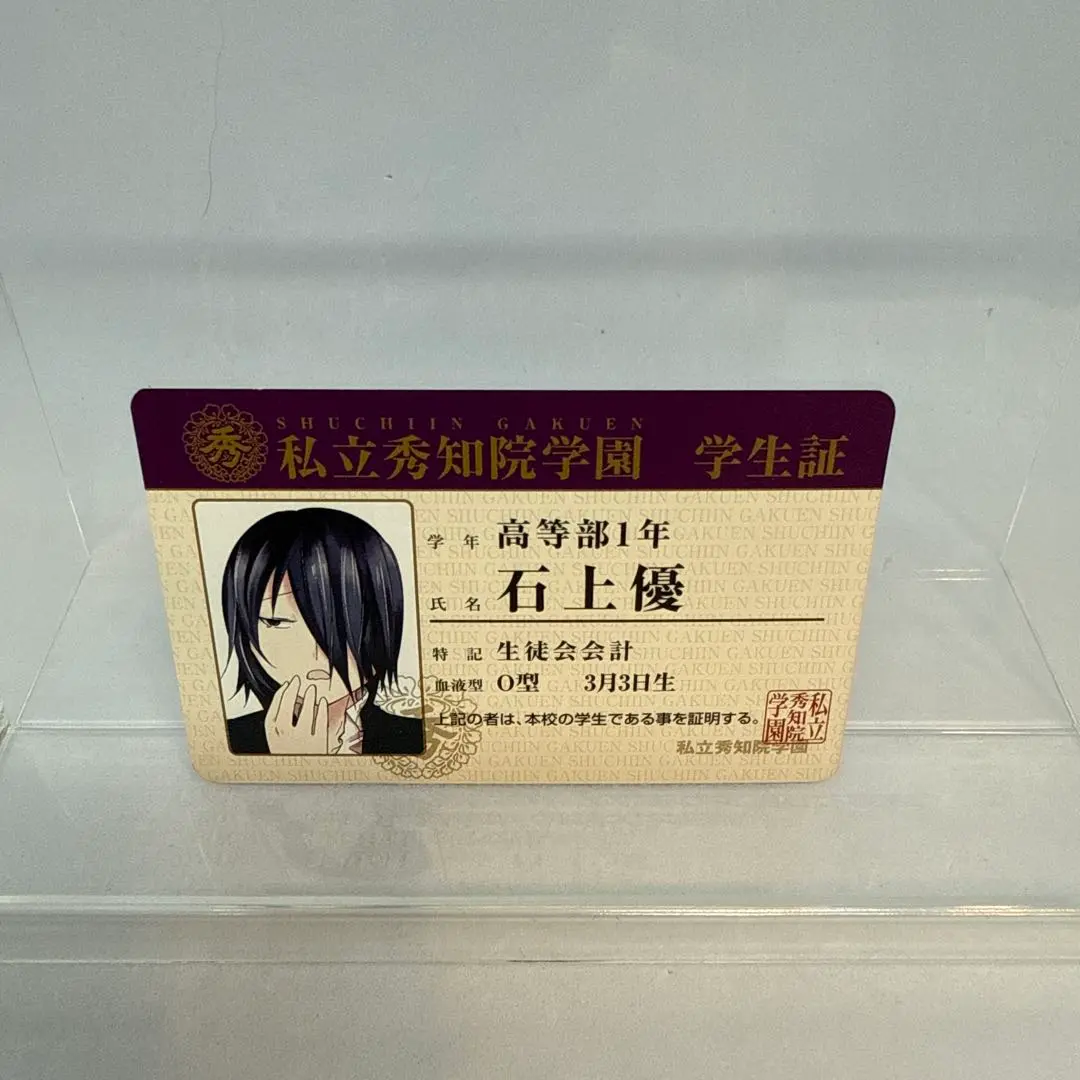 SHUCHIIN GAKUEN
秀 私立秀知院学園 学生証
学年 高等部1年
氏名 石上優
特記 生徒会会計
血液型 O型 3月3日生
上記の者は、本校の学生である事を証明する。
私立秀知院学園
私立秀知院学園